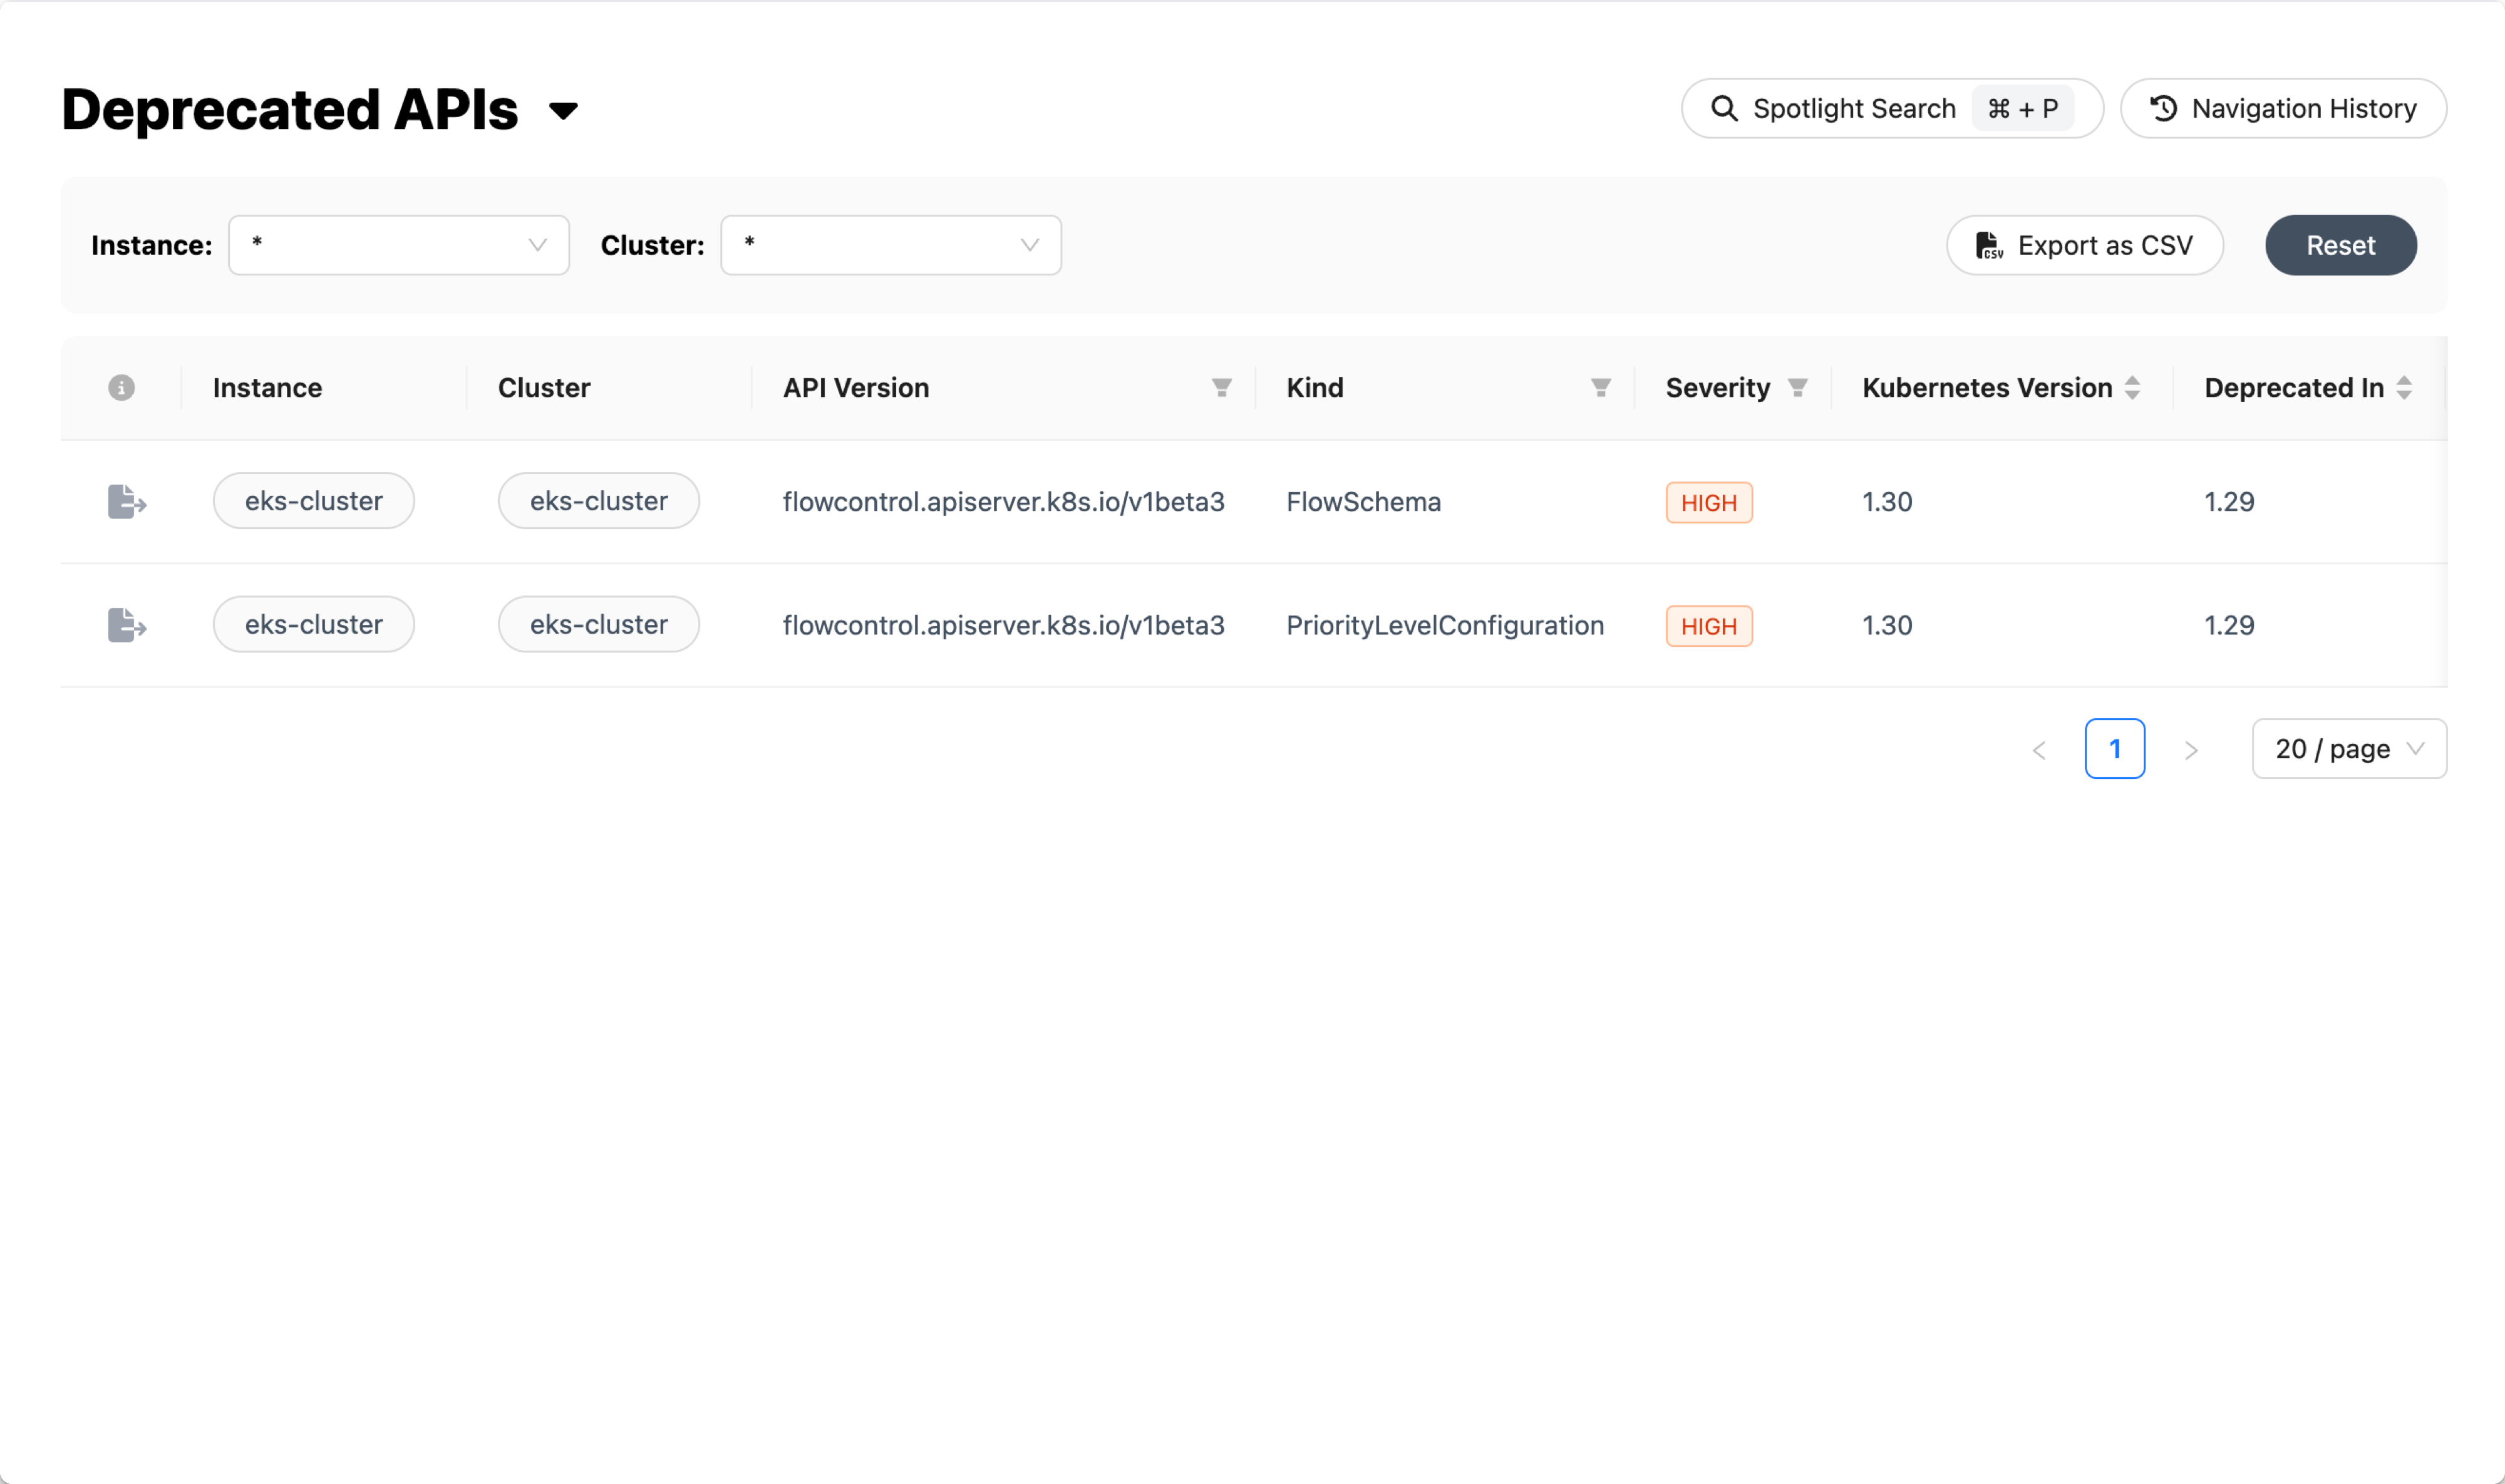 Deprecated APIs
Spotlight Search ⌘ + P Navigation History
Instance: * Cluster: * Export as CSV Reset
Instance Cluster API Version Kind Severity Kubernetes Version Deprecated In
eks-cluster eks-cluster flowcontrol.apiserver.k8s.io/v1beta3 FlowSchema HIGH 1.30 1.29
eks-cluster eks-cluster flowcontrol.apiserver.k8s.io/v1beta3 PriorityLevelConfiguration HIGH 1.30 1.29
< 1 > 20 / page